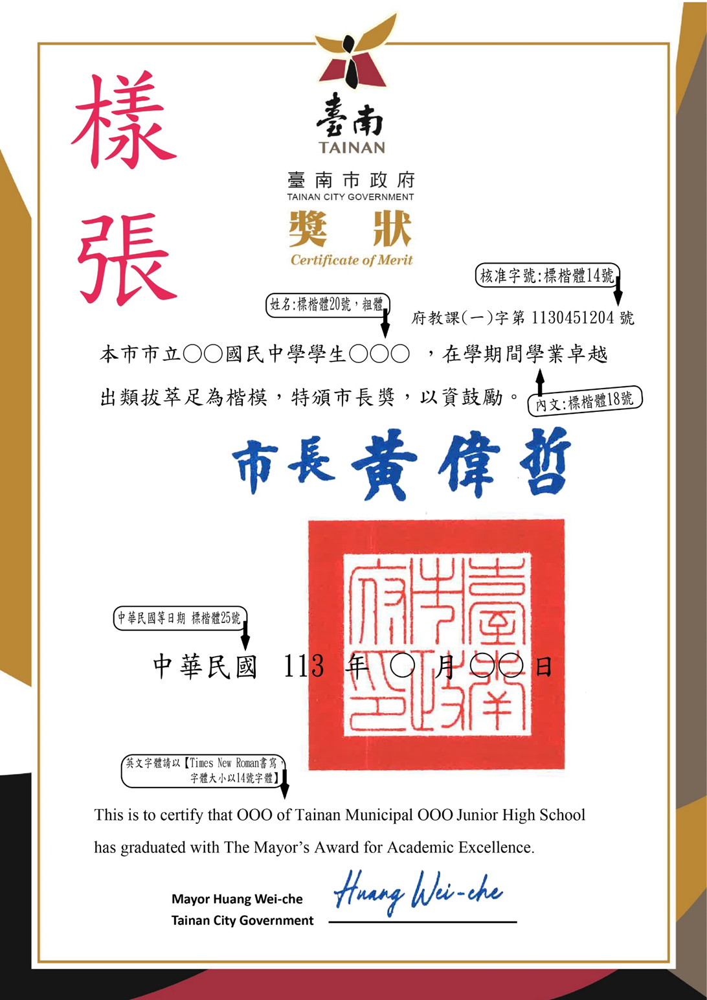 樣張
臺南
TAINAN
臺南市政府
TAINAN CITY GOVERNMENT
獎狀
Certificate of Merit
核准字號:標楷體14號
姓名:標楷體20號，粗體
府教課(一)字第 1130451204 號
本市市立○○國民中學學生○○○ ，在學期間學業卓越
出類拔萃足為楷模，特頒市長獎，以資鼓勵。
內文:標楷體18號
市長黃偉哲
臺南市政府印
中華民國等日期 標楷體25號
中華民國 113 年 ○ 月 ○○ 日
英文字體請以【Times New Roman書寫，
字體大小以14號字體】
This is to certify that OOO of Tainan Municipal OOO Junior High School
has graduated with The Mayor’s Award for Academic Excellence.
Huang Wei-che
Mayor Huang Wei-che
Tainan City Government